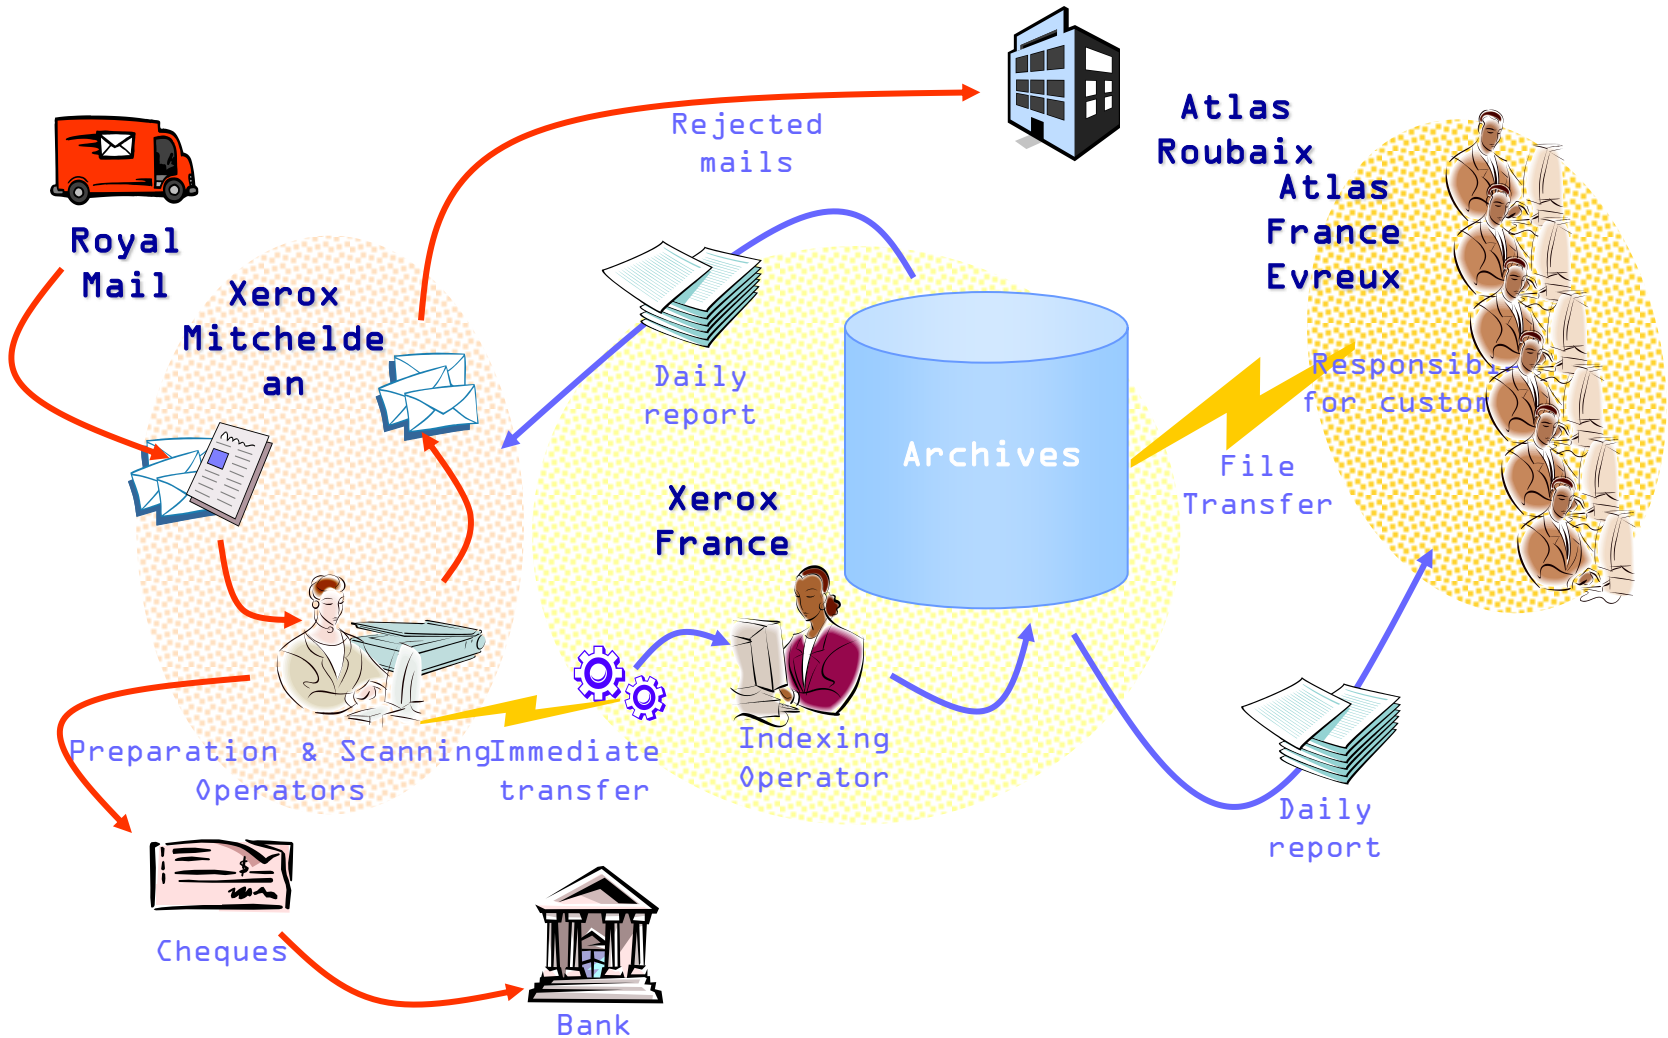 Rejected
mails
Atlas
Roubaix
Atlas
France
Evreux
Royal
Mail
Xerox
Mitchelde
an
Daily
report
Responsibl
for custom
Archives
File
Transfer
Xerox
France
Preparation & Scanning
Operators
Immediate
transfer
Indexing
Operator
Daily
report
Cheques
$
Bank